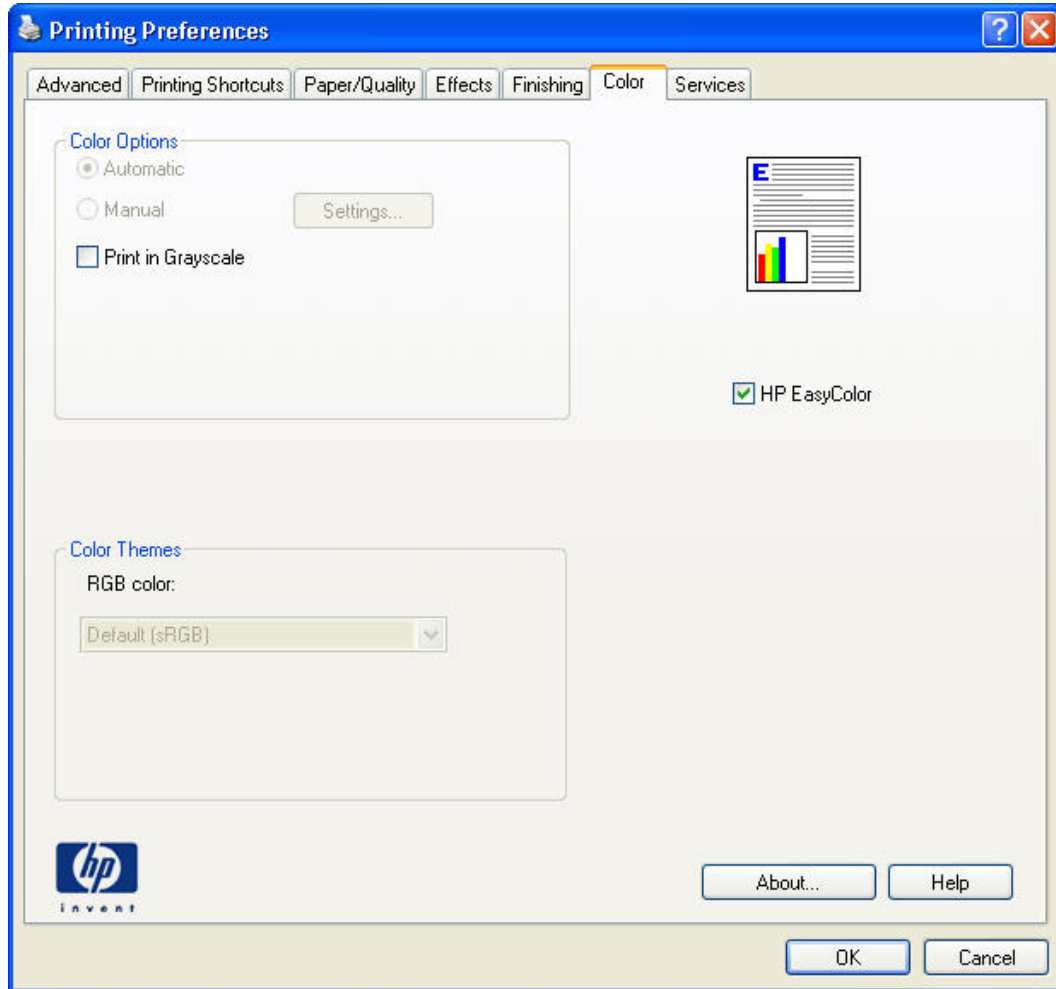 Printing Preferences
Advanced Printing Shortcuts Paper/Quality Effects Finishing Color Services
Color Options
Automatic
Manual Settings...
Print in Grayscale
E
HP EasyColor
Color Themes
RGB color:
Default (sRGB)
hp
invent
About... Help
OK Cancel